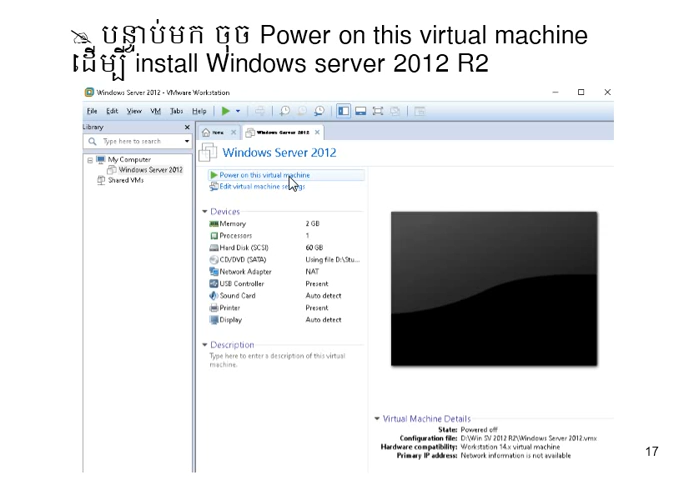 បន្ទាប់មក ចុច Power on this virtual machine
ដើម្បី install Windows server 2012 R2
Windows Server 2012 - VMware Workstation
File Edit View VM Tabs Help
Library
Home
Windows Server 2012
Type here to search
My Computer
Windows Server 2012
Shared VMs
Windows Server 2012
Power on this virtual machine
Edit virtual machine settings
Devices
Memory 2 GB
Processors 1
Hard Disk (SCSI) 60 GB
CD/DVD (SATA) Using file D:\Stu...
Network Adapter NAT
USB Controller Present
Sound Card Auto detect
Printer Present
Display Auto detect
Description
Type here to enter a description of this virtual
machine.
Virtual Machine Details
State: Powered off
Configuration file: D:\Win SV 2012 R2\Windows Server 2012.vmx
Hardware compatibility: Workstation 14.x virtual machine
Primary IP address: Network information is not available
17